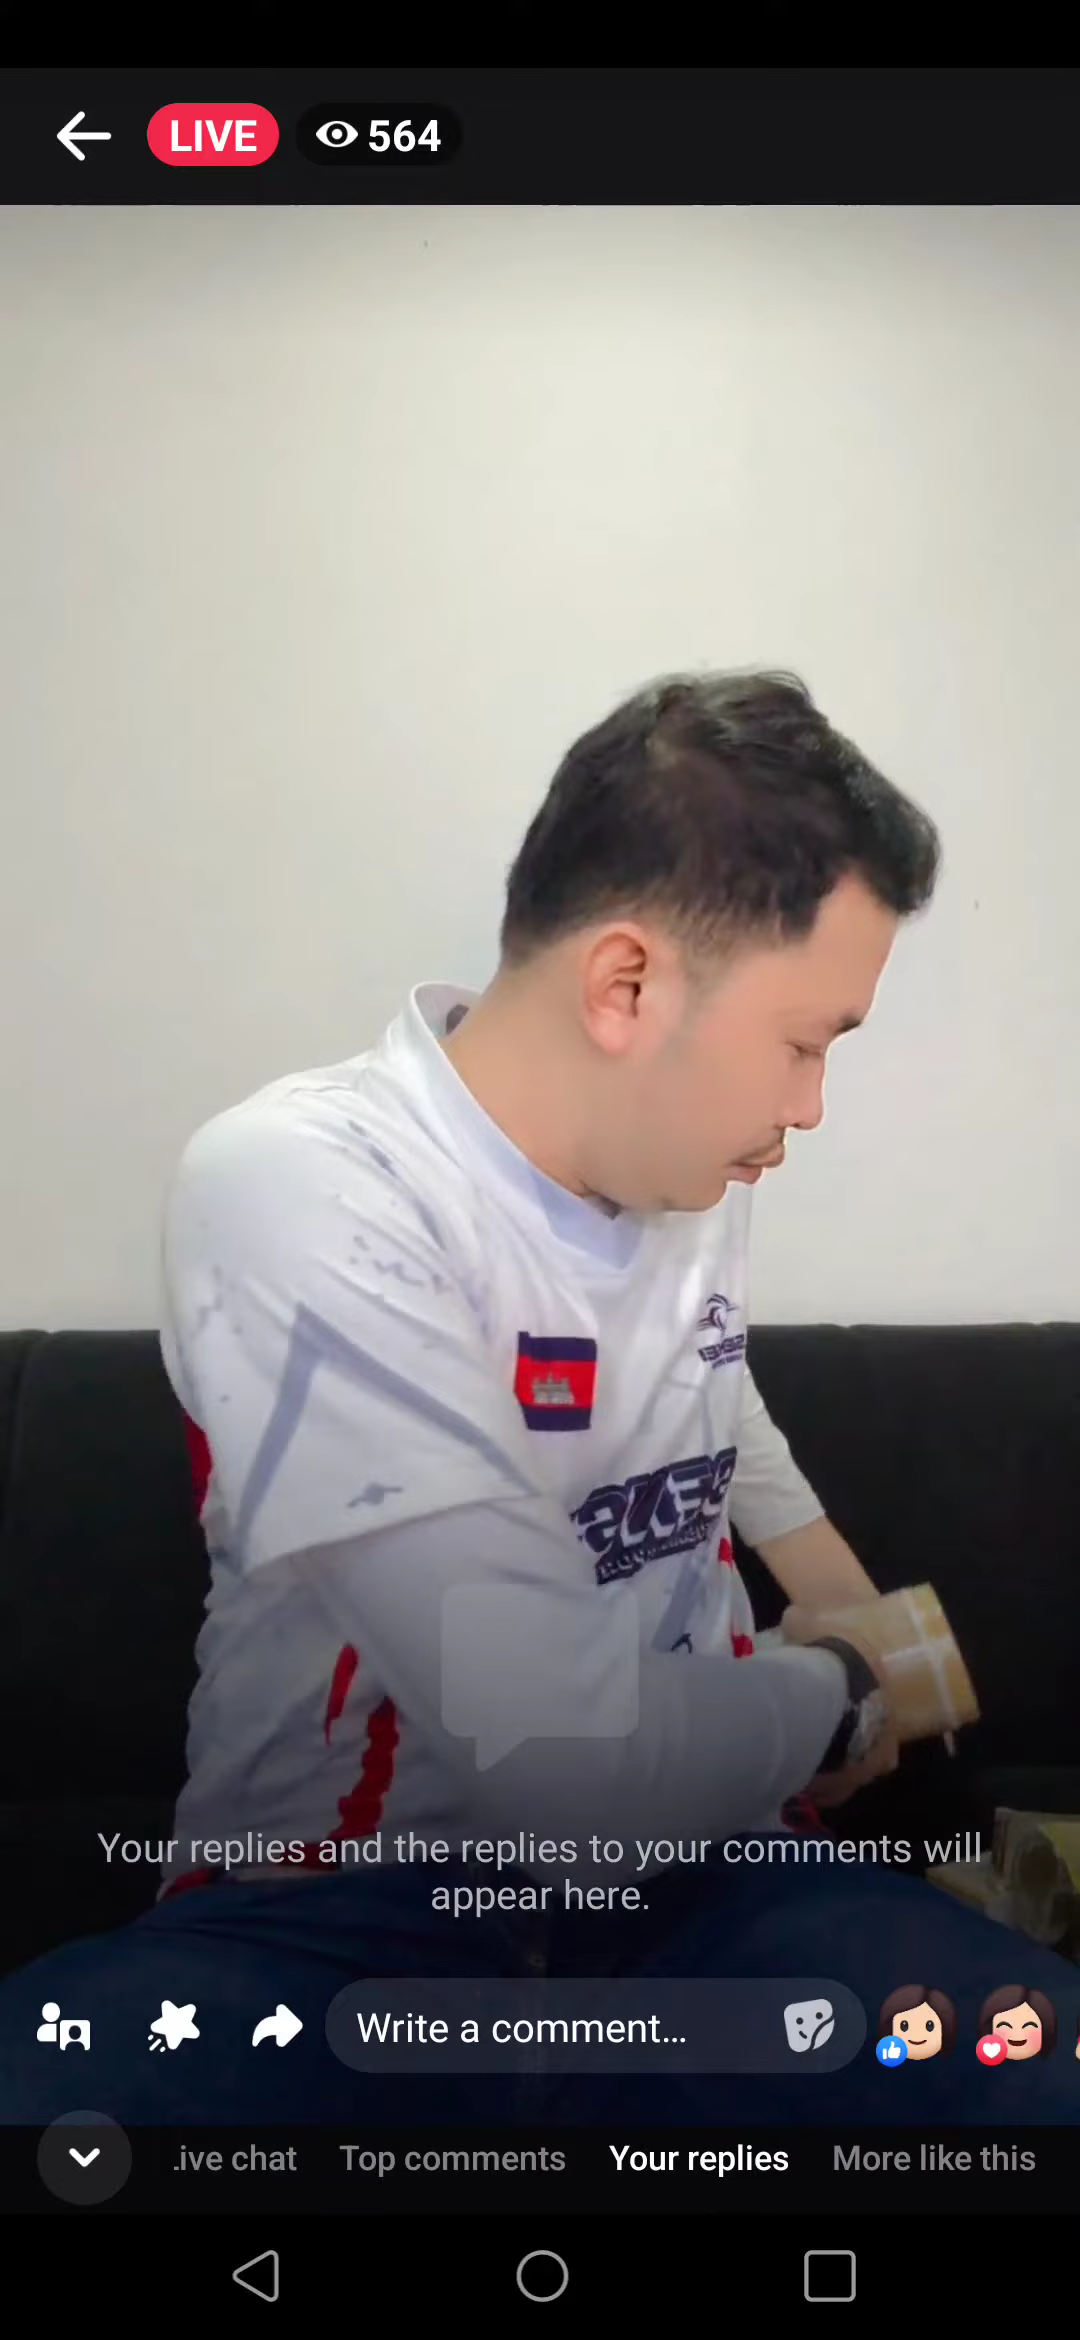 LIVE
564
Your replies and the replies to your comments will
appear here.
Write a comment...
ive chat
Top comments
Your replies
More like this